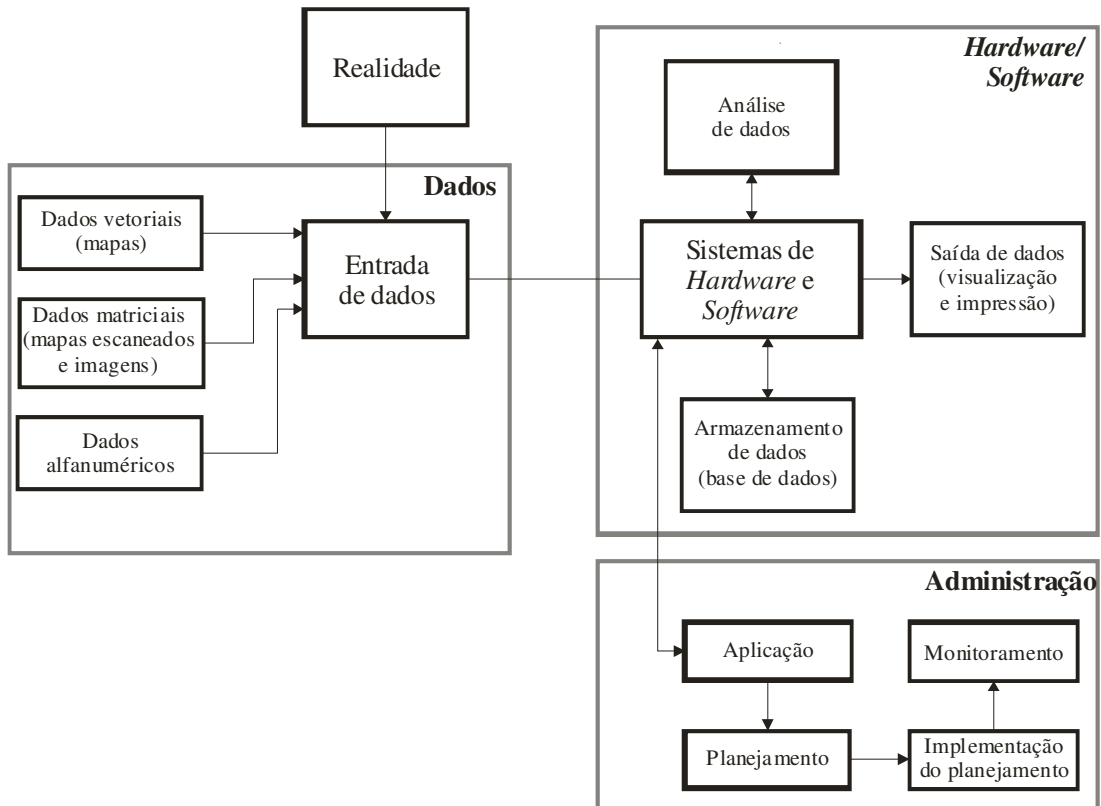 Realidade
Dados
Dados vetoriais
(mapas)
Dados matriciais
(mapas escaneados
e imagens)
Dados
alfanuméricos
Entrada
de dados
Hardware/
Software
Análise
de dados
Sistemas de
Hardware e
Software
Saída de dados
(visualização
e impressão)
Armazenamento
de dados
(base de dados)
Administração
Aplicação
Monitoramento
Planejamento
Implementação
do planejamento